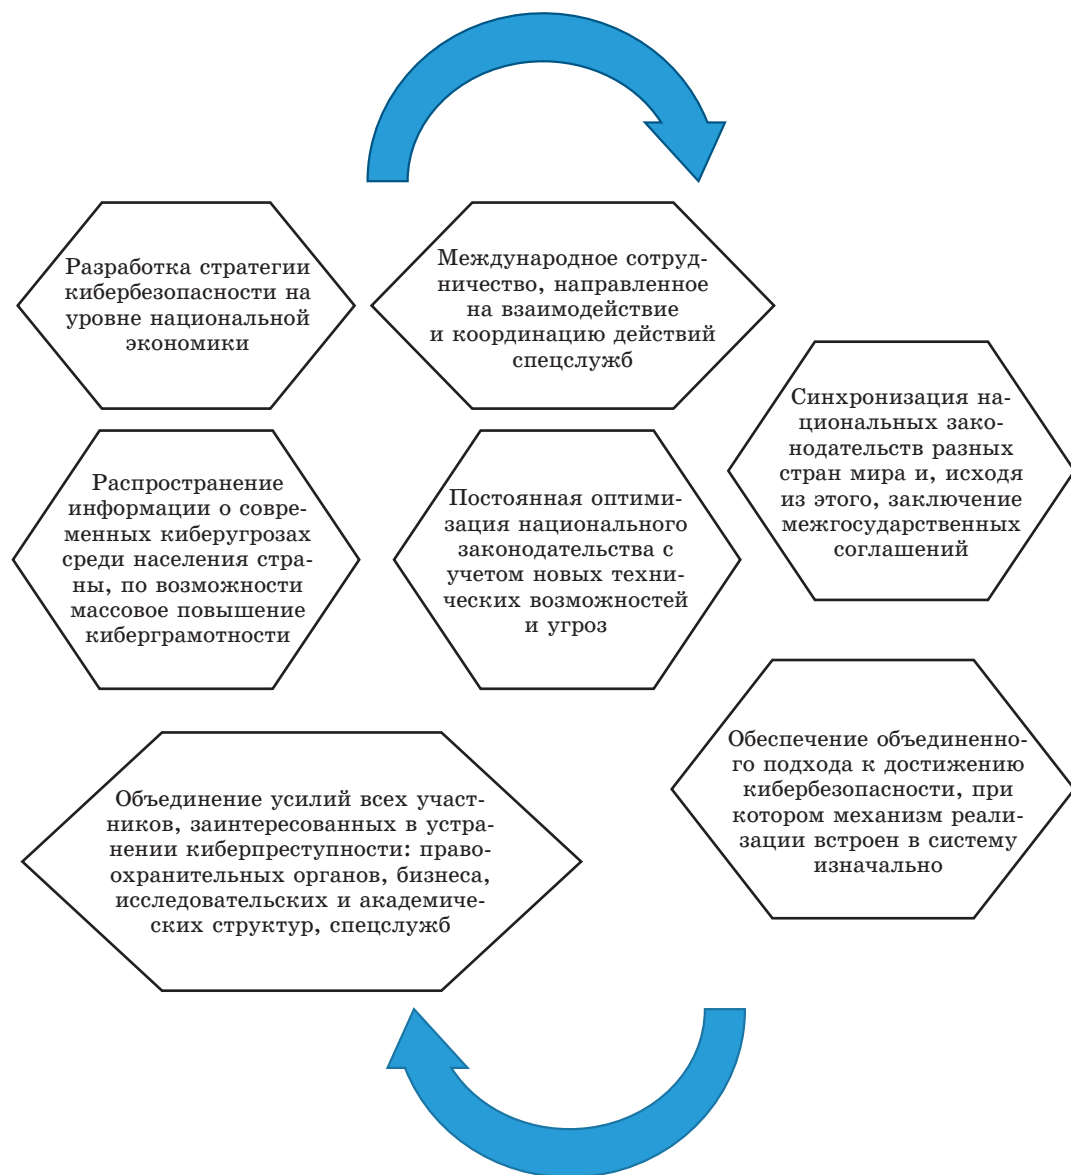 Разработка стратегии
кибербезопасности на
уровне национальной
экономики
Международное сотруд-
ничество, направленное
на взаимодействие
и координацию действий
спецслужб
Синхронизация на-
циональных зако-
нодательств разных
стран мира и, исходя
из этого, заключение
межгосударственных
соглашений
Распространение
информации о совре-
менных киберугрозах
среди населения стра-
ны, по возможности
массовое повышение
киберграмотности
Постоянная оптими-
зация национального
законодательства с
учетом новых техни-
ческих возможностей
и угроз
Обеспечение объединенно-
го подхода к достижению
кибербезопасности, при
котором механизм реали-
зации встроен в систему
изначально
Объединение усилий всех участ-
ников, заинтересованных в устра-
нении киберпреступности: право-
охранительных органов, бизнеса,
исследовательских и академиче-
ских структур, спецслужб